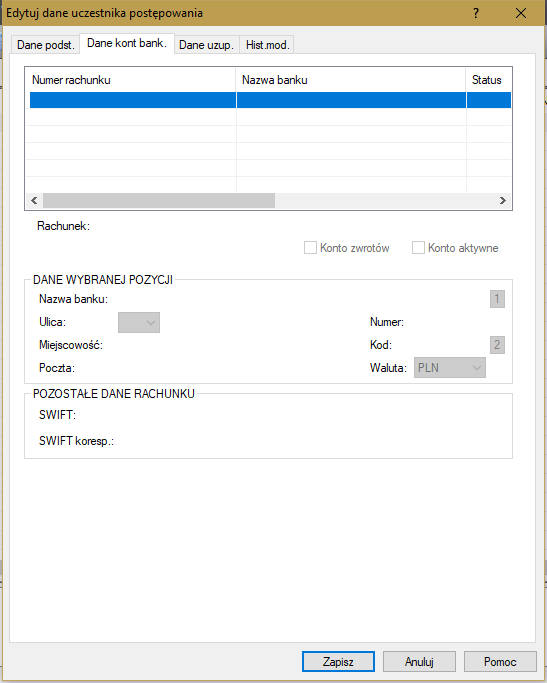 Edytuj dane uczestnika postępowania ?
Dane podst. Dane kont bank. Dane uzup. Hist.mod.
Numer rachunku Nazwa banku Status
Rachunek:
Konto zwrotów Konto aktywne
DANE WYBRANEJ POZYCJI
Nazwa banku: 1
Ulica: Numer:
Miejscowość: Kod: 2
Poczta: Waluta: PLN
POZOSTAŁE DANE RACHUNKU
SWIFT:
SWIFT koresp.:
Zapisz Anuluj Pomoc